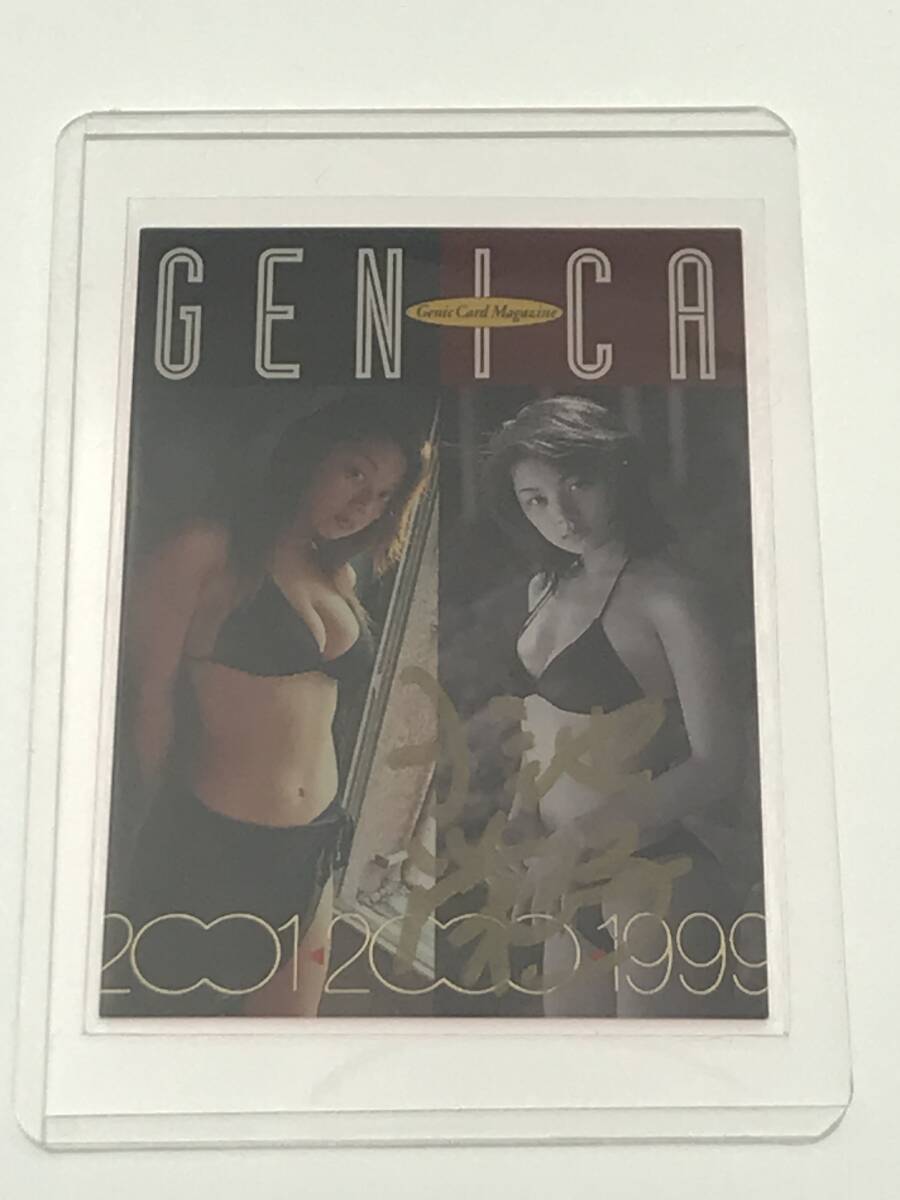 GENICA
Genic Card Magazine
2001 2000 1999